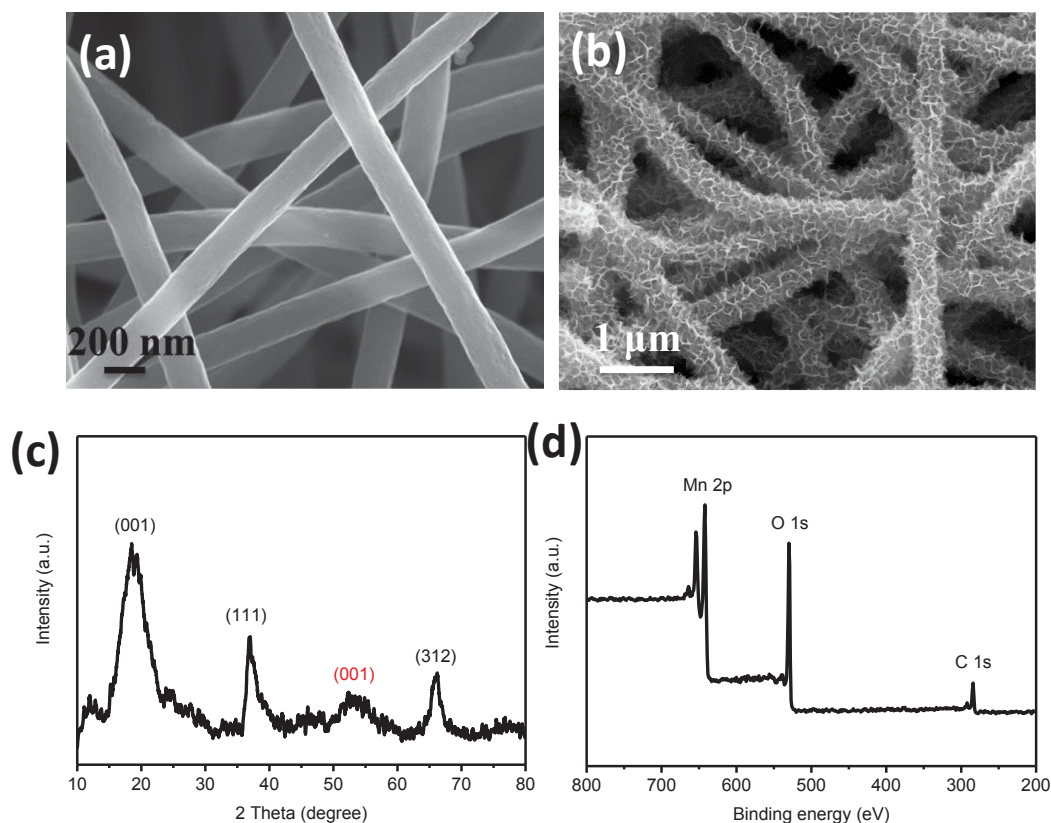 (a)
(b)
200 nm
1 µm
(c)
(d)
(001)
(111)
(001)
(312)
Intensity (a.u.)
10 20 30 40 50 60 70 80
2 Theta (degree)
Mn 2p
O 1s
C 1s
Intensity (a.u.)
800 700 600 500 400 300 200
Binding energy (eV)